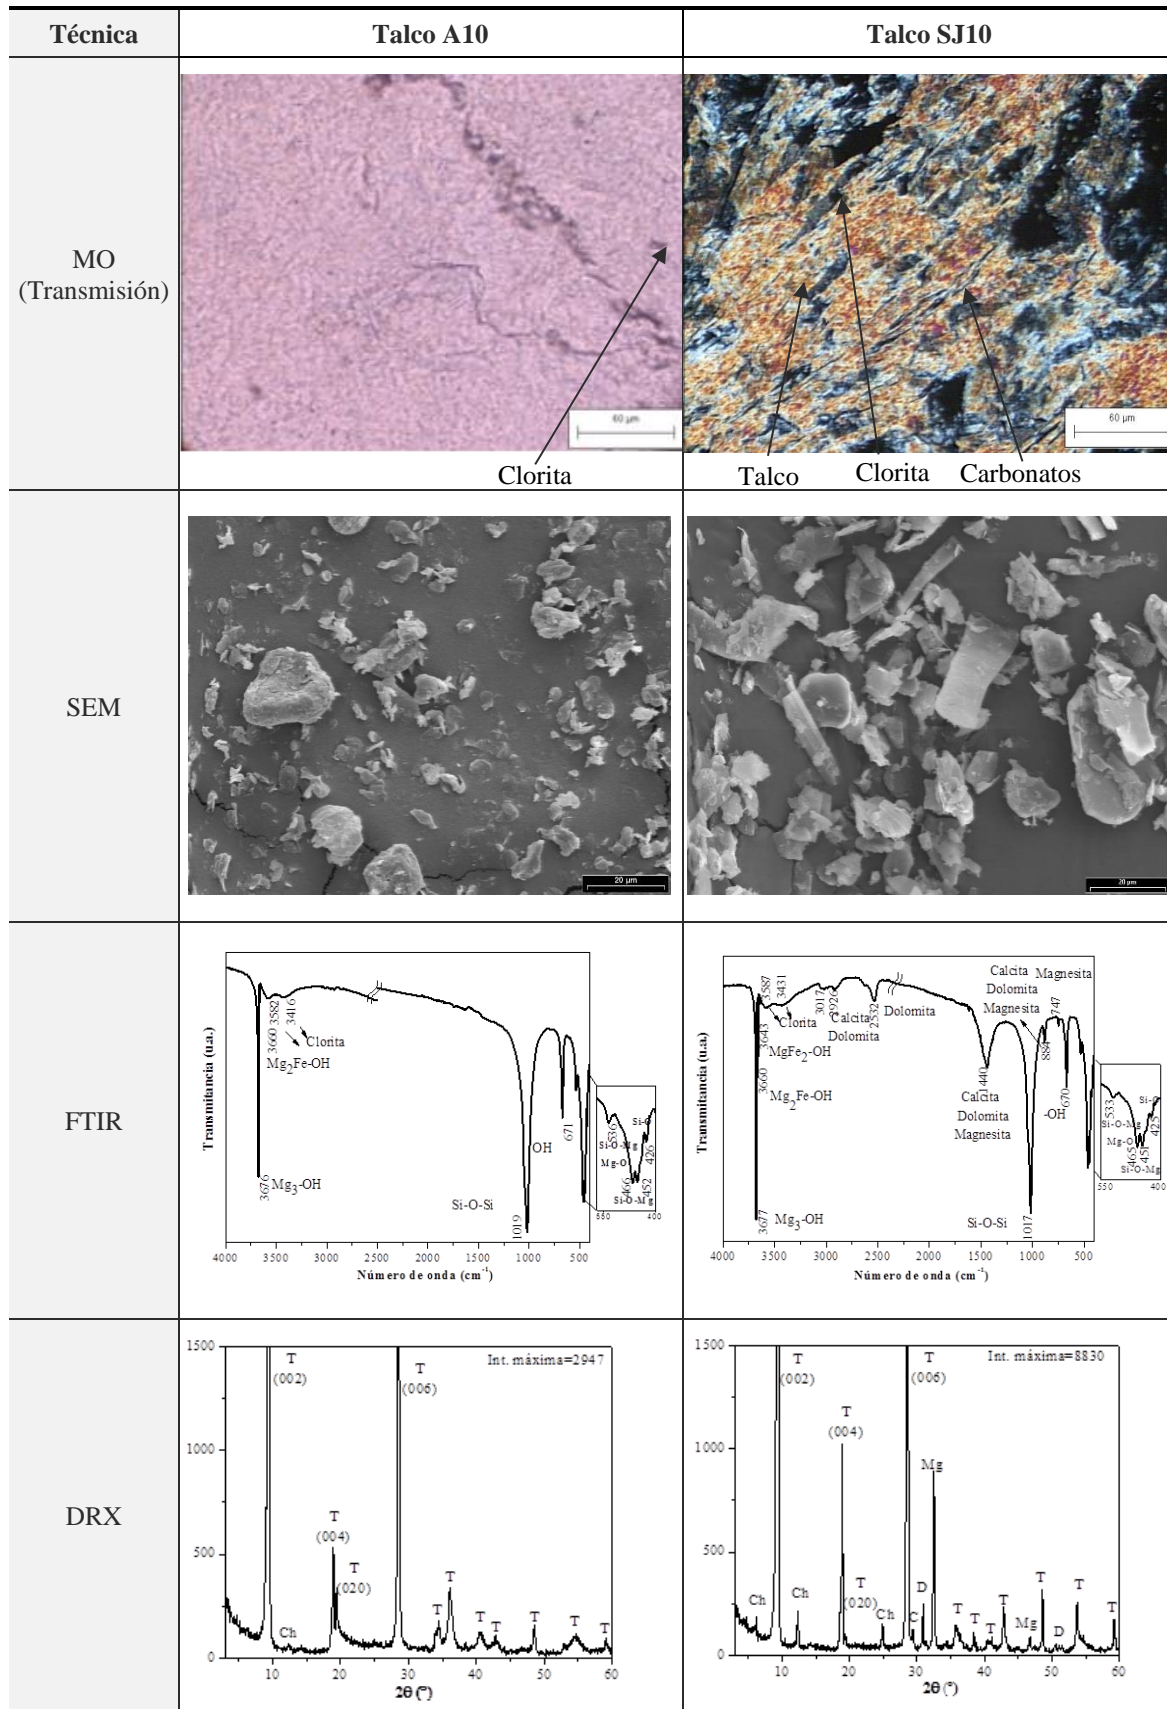 Técnica
Talco A10
Talco SJ10
MO
(Transmisión)
60 µm
Clorita
60 µm
Talco
Clorita
Carbonatos
SEM
20 µm
20 µm
FTIR
Transmitancia (u.a.)
3676
3660
3582
3416
Clorita
Mg2Fe-OH
Mg3-OH
Si-O-Si
1019
OH
671
536
Si-O
Si-O-Mg
Mg-O
466
452
426
Si-O-Mg
550
400
4000
3500
3000
2500
2000
1500
1000
500
Número de onda (cm⁻¹)
Transmitancia (u.a.)
3677
3660
3643
3587
3431
Clorita
MgFe2-OH
Mg2Fe-OH
Mg3-OH
3017
2926
Calcita
Dolomita
2532
Dolomita
Calcita
Dolomita
Magnesita
Magnesita
747
884
1440
Calcita
Dolomita
Magnesita
-OH
670
Si-O-Si
1017
533
Si-O
Si-O-Mg
Mg-O
465
451
425
Si-O-Mg
550
400
4000
3500
3000
2500
2000
1500
1000
500
Número de onda (cm⁻¹)
DRX
1500
1000
500
0
Int. máxima=2947
T
(002)
T
(006)
T
(004)
T
(020)
Ch
T
T
T
T
T
T
T
10
20
30
40
50
60
2θ (°)
1500
1000
500
0
Int. máxima=8830
T
(002)
T
(006)
T
(004)
Mg
T
(020)
Ch
Ch
Ch
C
D
T
T
T
T
Mg
T
D
T
T
10
20
30
40
50
60
2θ (°)